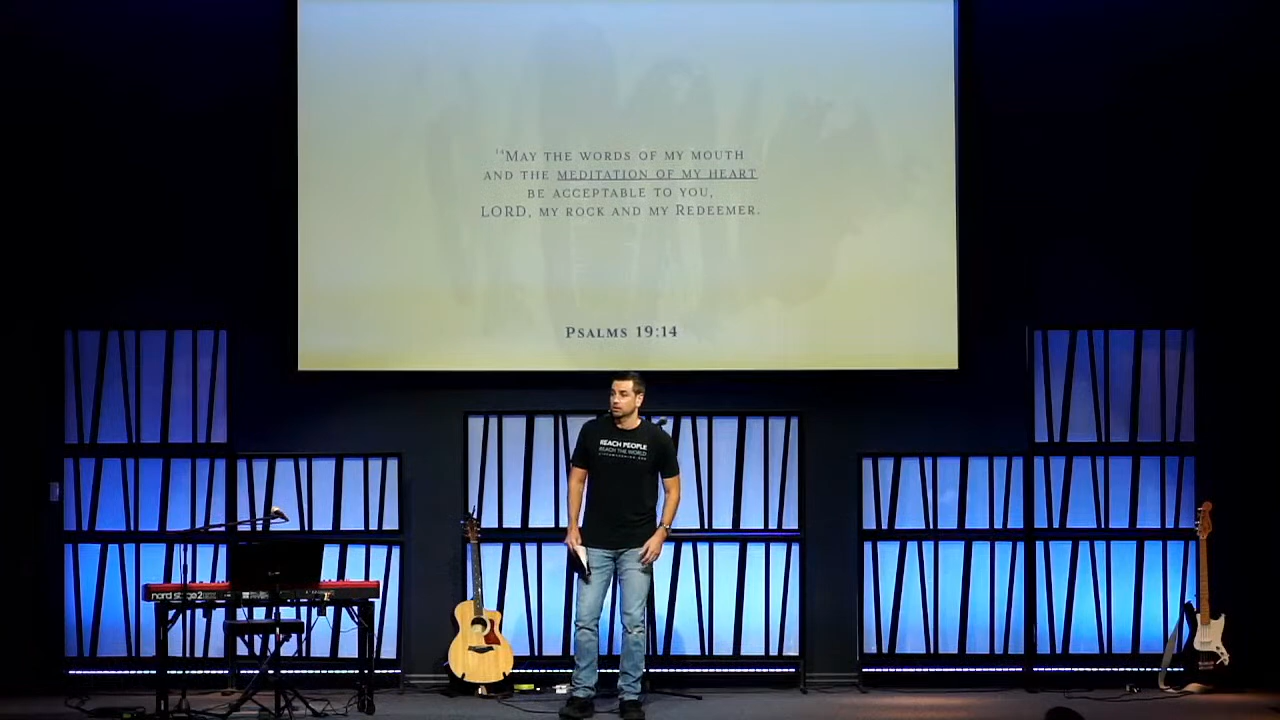 ¹⁴MAY THE WORDS OF MY MOUTH
AND THE MEDITATION OF MY HEART
BE ACCEPTABLE TO YOU,
LORD, MY ROCK AND MY REDEEMER.
PSALMS 19:14
REACH PEOPLE
REACH THE WORLD
nord stage 2